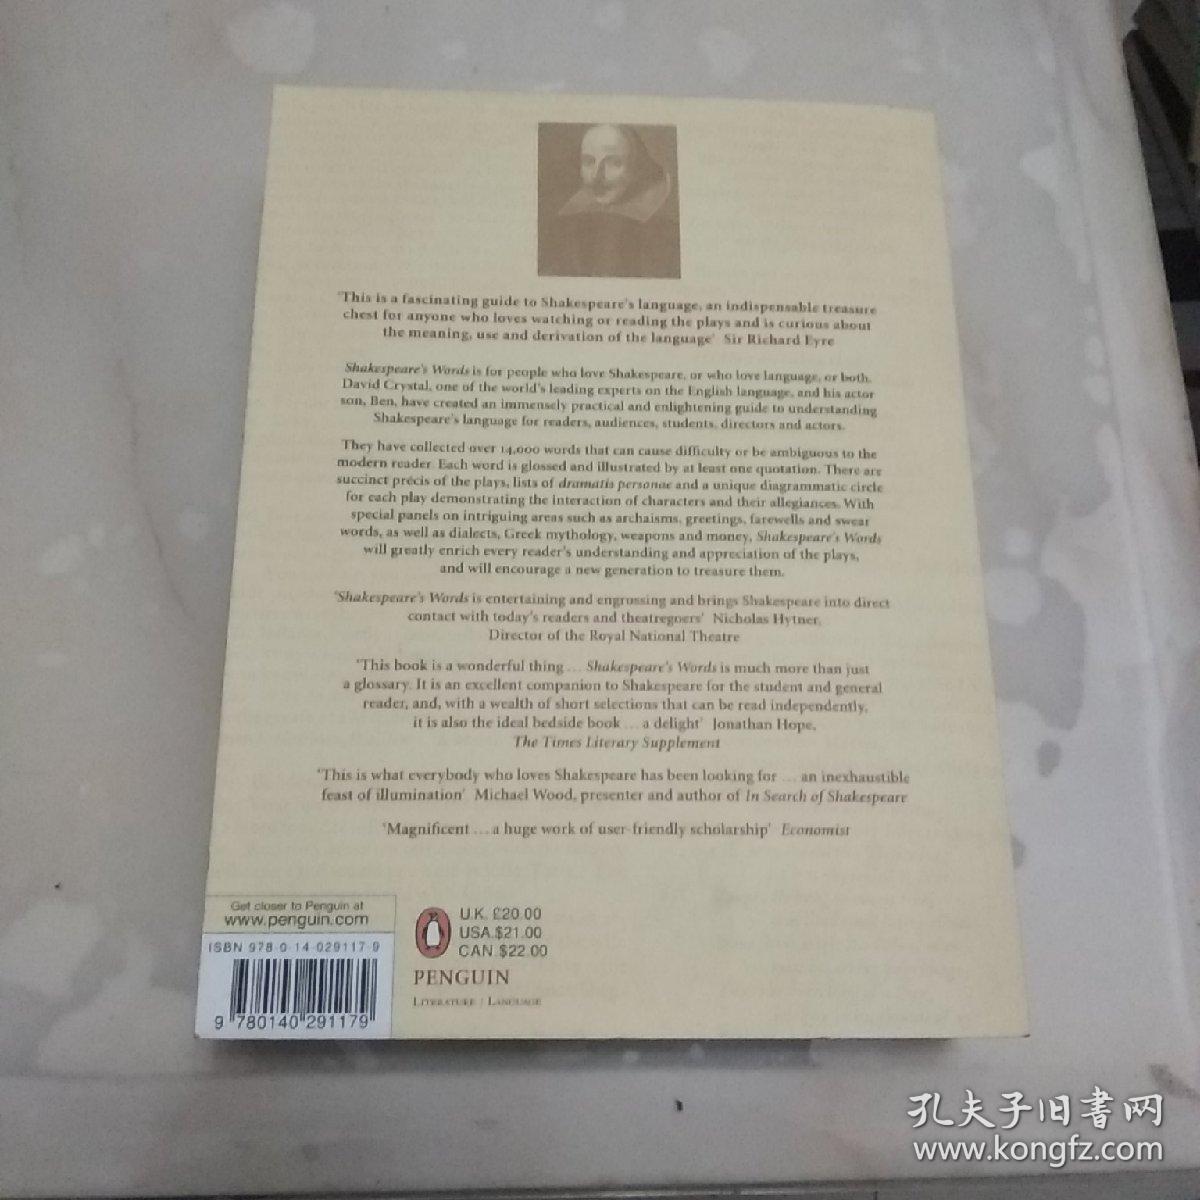 'This is a fascinating guide to Shakespeare's language, an indispensable treasure
chest for anyone who loves watching or reading the plays and is curious about
the meaning, use and derivation of the language' Sir Richard Eyre
Shakespeare's Words is for people who love Shakespeare, or who love language, or both.
David Crystal, one of the world's leading experts on the English language, and his actor
son, Ben, have created an immensely practical and enlightening guide to understanding
Shakespeare's language for readers, audiences, students, directors and actors.
They have collected over 14,000 words that can cause difficulty or be ambiguous to the
modern reader. Each word is glossed and illustrated by at least one quotation. There are
succinct précis of the plays, lists of dramatis personae and a unique diagrammatic circle
for each play demonstrating the interaction of characters and their allegiances. With
special panels on intriguing areas such as archaisms, greetings, farewells and swear
words, as well as dialects, Greek mythology, weapons and money, Shakespeare's Words
will greatly enrich every reader's understanding and appreciation of the plays,
and will encourage a new generation to treasure them.
'Shakespeare's Words is entertaining and engrossing and brings Shakespeare into direct
contact with today's readers and theatregoers' Nicholas Hytner,
Director of the Royal National Theatre
'This book is a wonderful thing ... Shakespeare's Words is much more than just
a glossary. It is an excellent companion to Shakespeare for the student and general
reader, and, with a wealth of short selections that can be read independently,
it is also the ideal bedside book ... a delight' Jonathan Hope,
The Times Literary Supplement
'This is what everybody who loves Shakespeare has been looking for ... an inexhaustible
feast of illumination' Michael Wood, presenter and author of In Search of Shakespeare
'Magnificent ... a huge work of user-friendly scholarship' Economist
Get closer to Penguin at
www.penguin.com
ISBN 978-0-14-029117-9
9 780140 291179
U.K. £20.00
USA $21.00
CAN. $22.00
PENGUIN
LITERATURE / LANGUAGE
孔夫子旧书网
www.kongfz.com